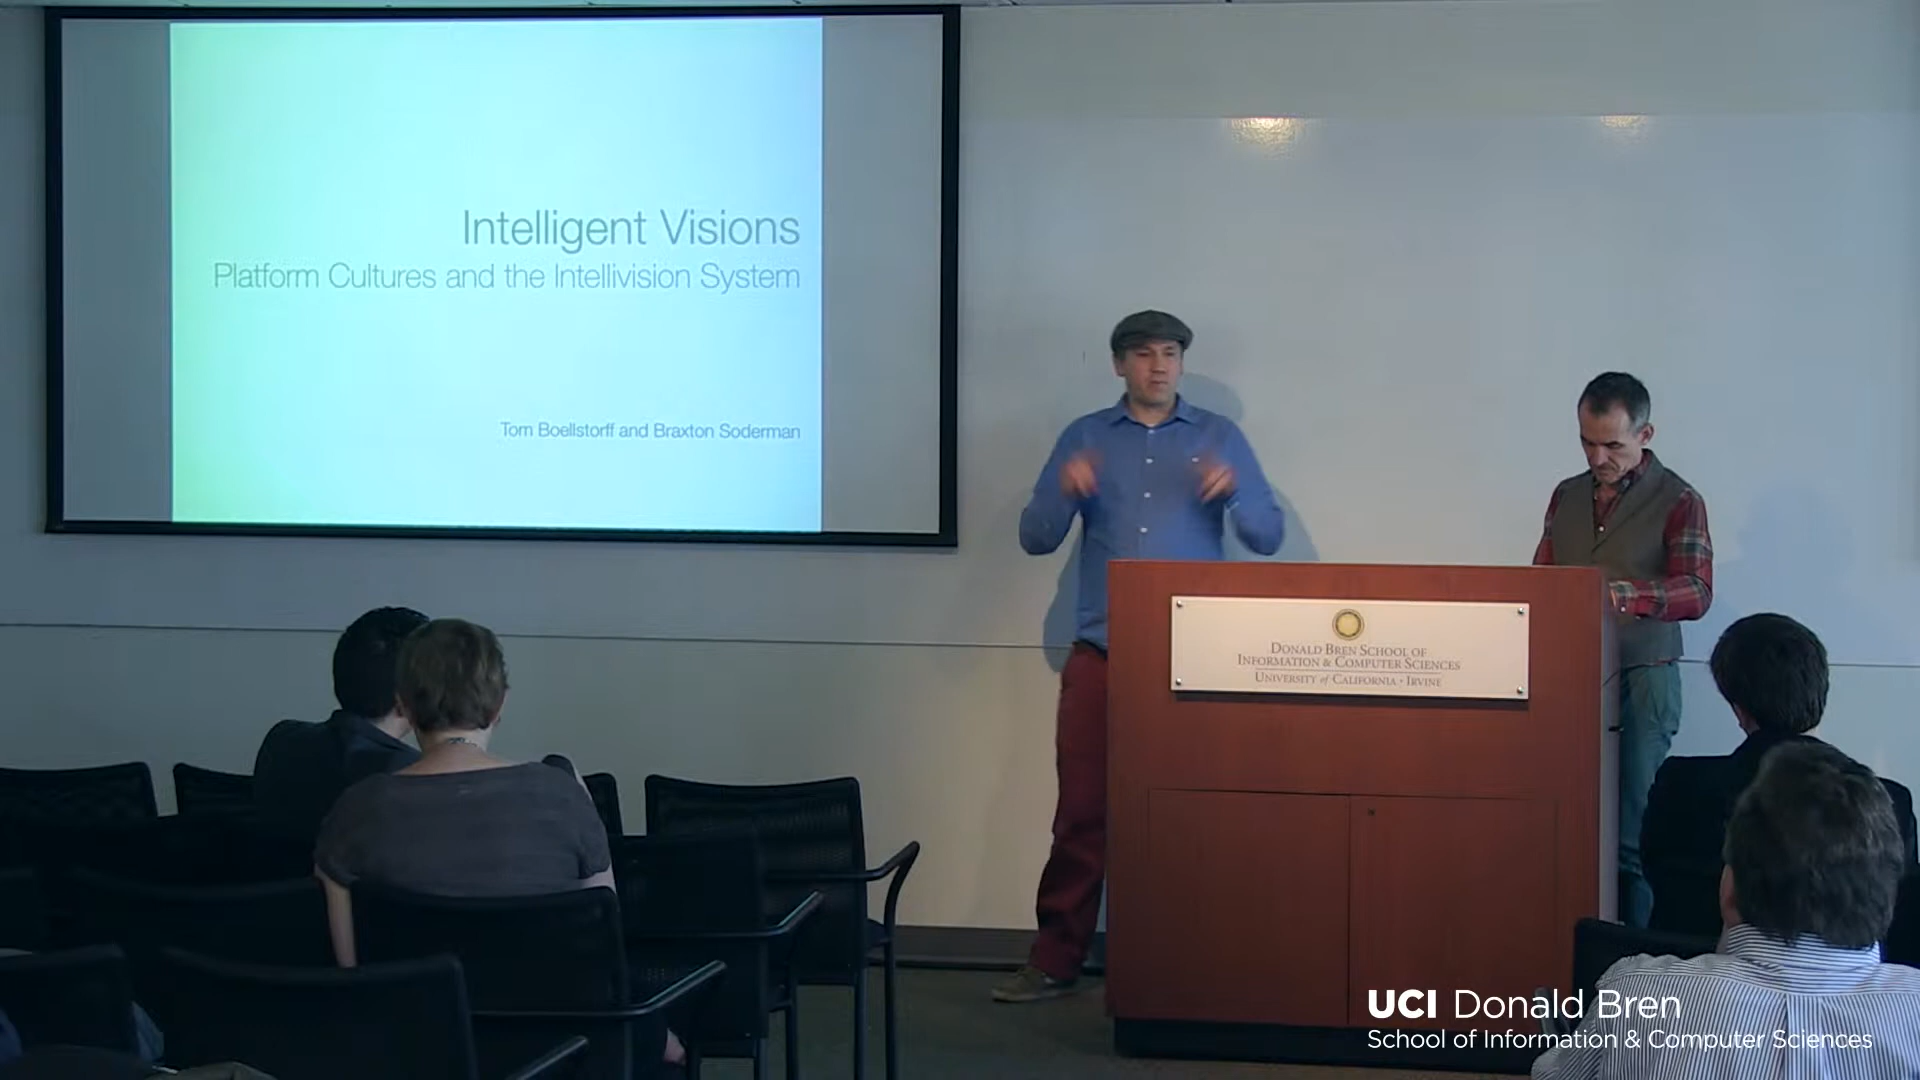 Intelligent Visions
Platform Cultures and the Intellivision System
Tom Boellstorff and Braxton Soderman
DONALD BREN SCHOOL OF
INFORMATION & COMPUTER SCIENCES
UNIVERSITY of CALIFORNIA • IRVINE
UCI Donald Bren
School of Information & Computer Sciences